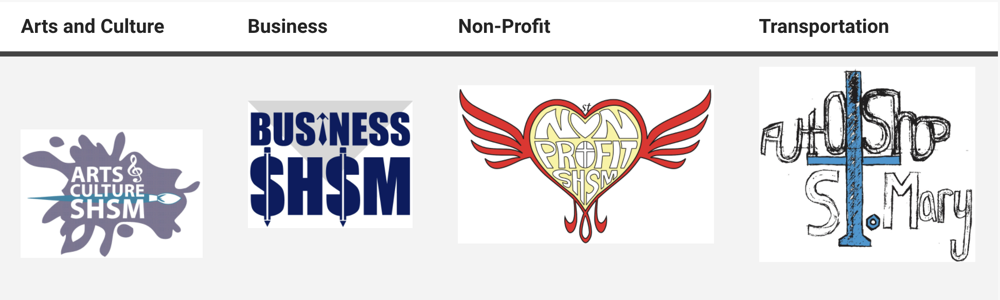 Arts and Culture
Business
Non-Profit
Transportation
ARTS &
CULTURE
SHSM
BUSINESS
$H$M
st
NON
PROFIT
SHSM
AUtO ShOP
St. Mary